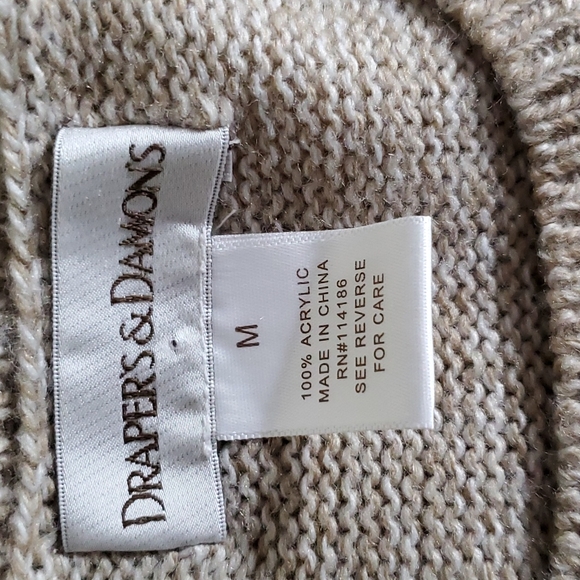 DRAPER'S & DAMON'S
M
100% ACRYLIC
MADE IN CHINA
RN#114186
SEE REVERSE
FOR CARE